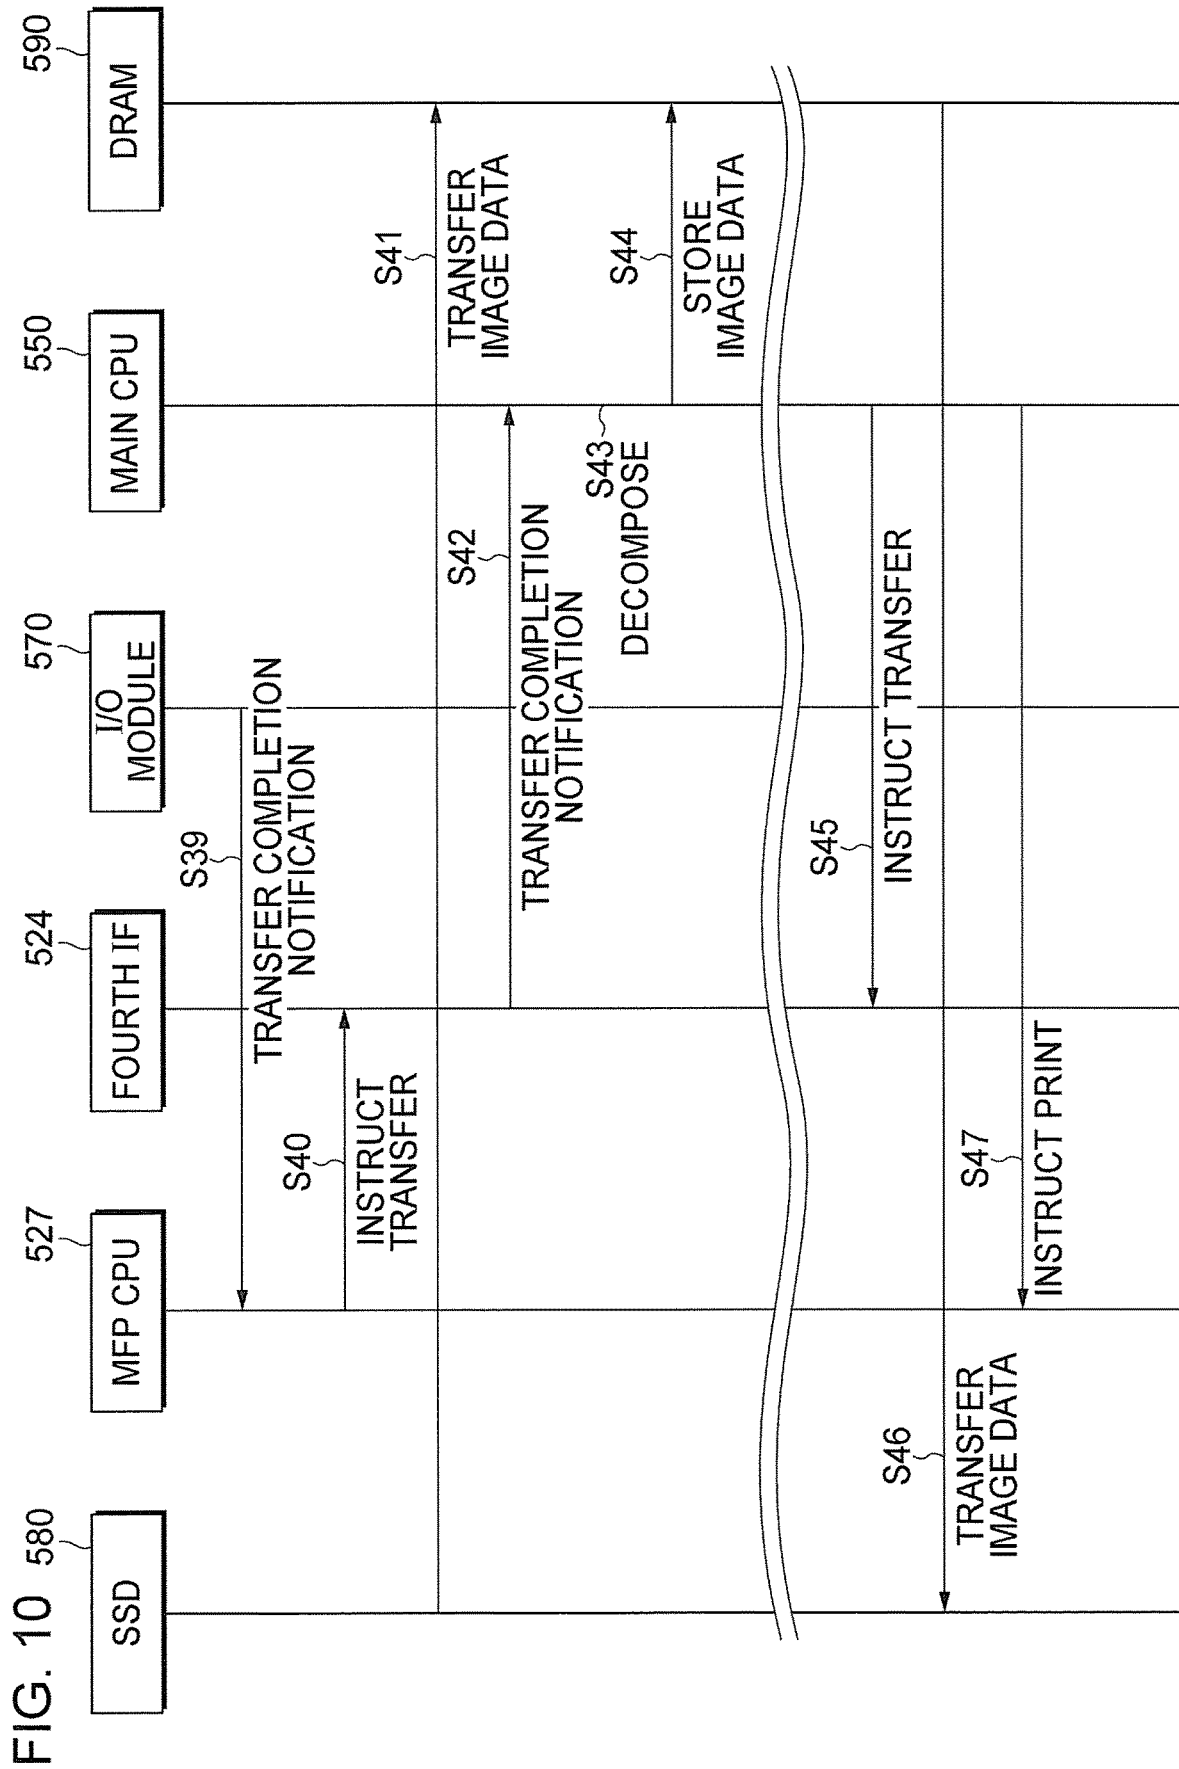 FIG. 10
580
SSD
527
MFP CPU
524
FOURTH IF
570
I/O
MODULE
550
MAIN CPU
590
DRAM
S39
TRANSFER COMPLETION
NOTIFICATION
S40
INSTRUCT
TRANSFER
S41
TRANSFER
IMAGE DATA
S42
TRANSFER COMPLETION
NOTIFICATION
S43
DECOMPOSE
S44
STORE
IMAGE DATA
S45
INSTRUCT TRANSFER
S46
TRANSFER
IMAGE DATA
S47
INSTRUCT PRINT